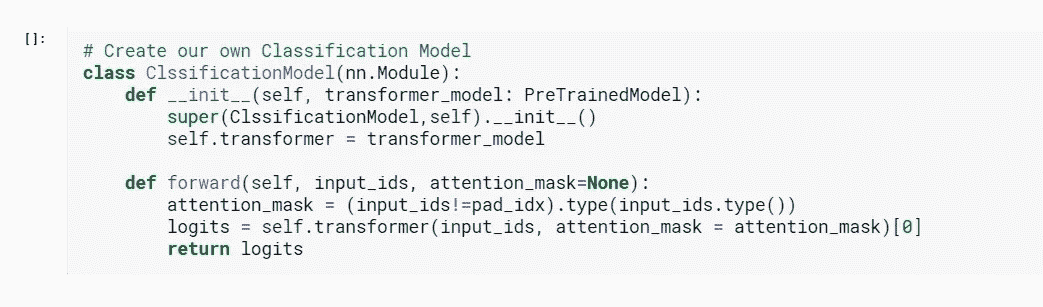 []:
# Create our own Classification Model
class ClssificationModel(nn.Module):
    def __init__(self, transformer_model: PreTrainedModel):
        super(ClssificationModel,self).__init__()
        self.transformer = transformer_model

    def forward(self, input_ids, attention_mask=None):
        attention_mask = (input_ids!=pad_idx).type(input_ids.type())
        logits = self.transformer(input_ids, attention_mask = attention_mask)[0]
        return logits